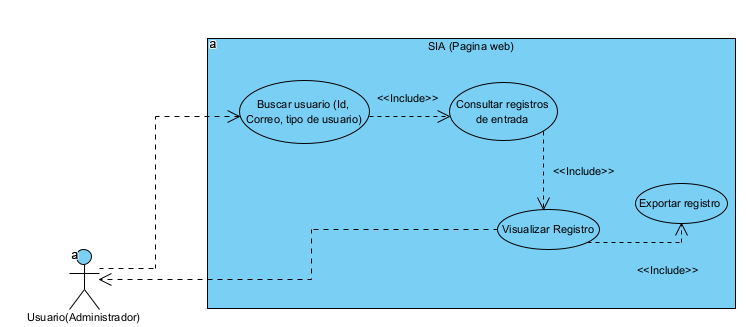 a
SIA (Pagina web)
Buscar usuario (Id,
Correo, tipo de usuario)
<<Include>>
Consultar registros
de entrada
<<Include>>
Exportar registro
Visualizar Registro
<<Include>>
a
Usuario(Administrador)